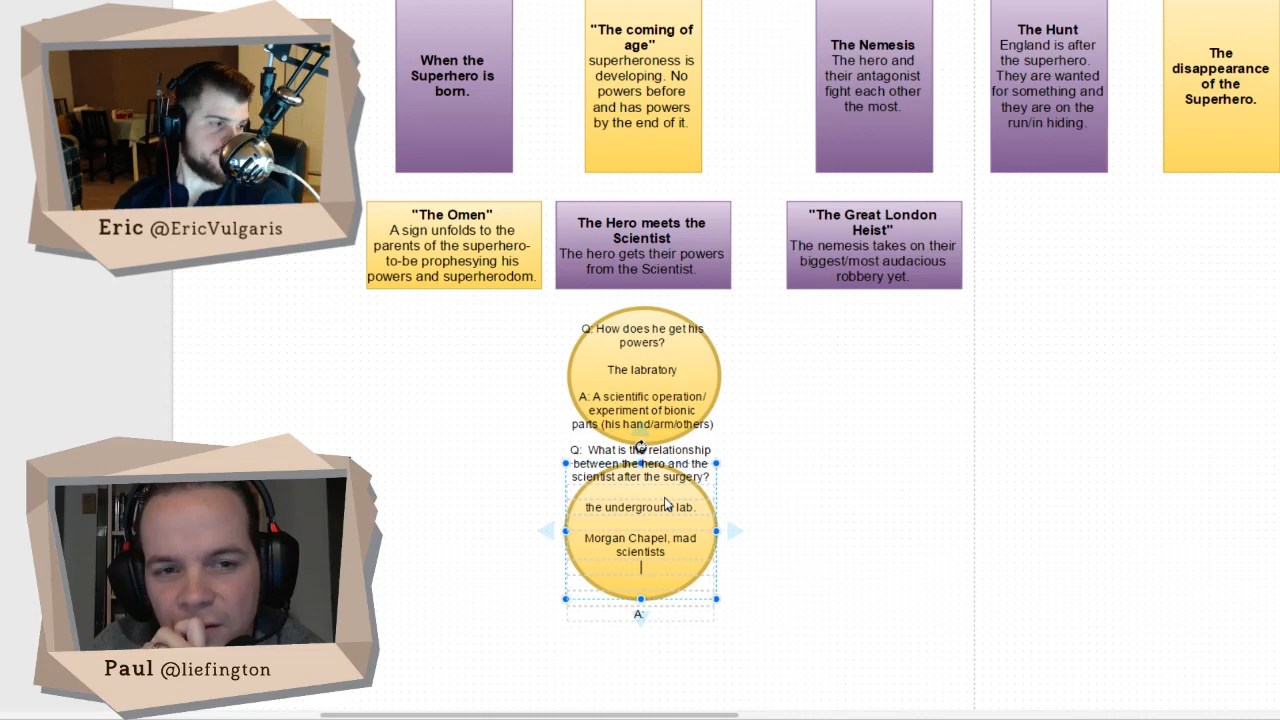 When the
Superhero is
born.
"The coming of
age"
superheroness is
developing. No
powers before
and has powers
by the end of it.
The Nemesis
The hero and
their antagonist
fight each other
the most.
The Hunt
England is after
the superhero.
They are wanted
for something and
they are on the
run/in hiding.
The
disappearance
of the
Superhero.
Eric @EricVulgaris
"The Omen"
A sign unfolds to the
parents of the superhero-
to-be prophesying his
powers and superherodom.
The Hero meets the
Scientist
The hero gets their powers
from the Scientist.
"The Great London
Heist"
The nemesis takes on their
biggest/most audacious
robbery yet.
Q: How does he get his
powers?
The labratory
A: A scientific operation/
experiment of bionic
parts (his hand/arm/others)
Q: What is the relationship
between the hero and the
scientist after the surgery?
the underground lab.
Morgan Chapel, mad
scientists
A:
Paul @liefington